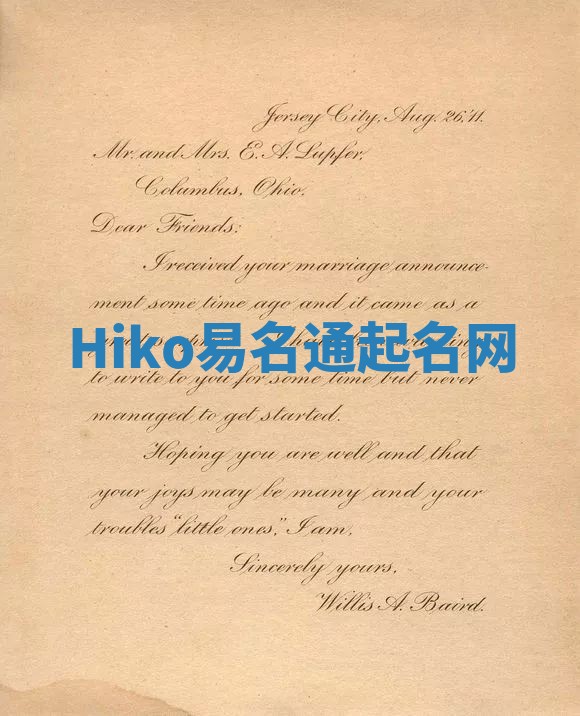 Jersey City, Aug. 26, '11.
Mr. and Mrs. E. A. Lupfer,
Columbus, Ohio.
Dear Friends:
I received your marriage announce-
ment some time ago and it came as a
Hiko易名通起名网
to write to you for some time but never
managed to get started.
Hoping you are well and that
your joys may be many and your
troubles "little ones," I am,
Sincerely yours,
Willis A. Baird.